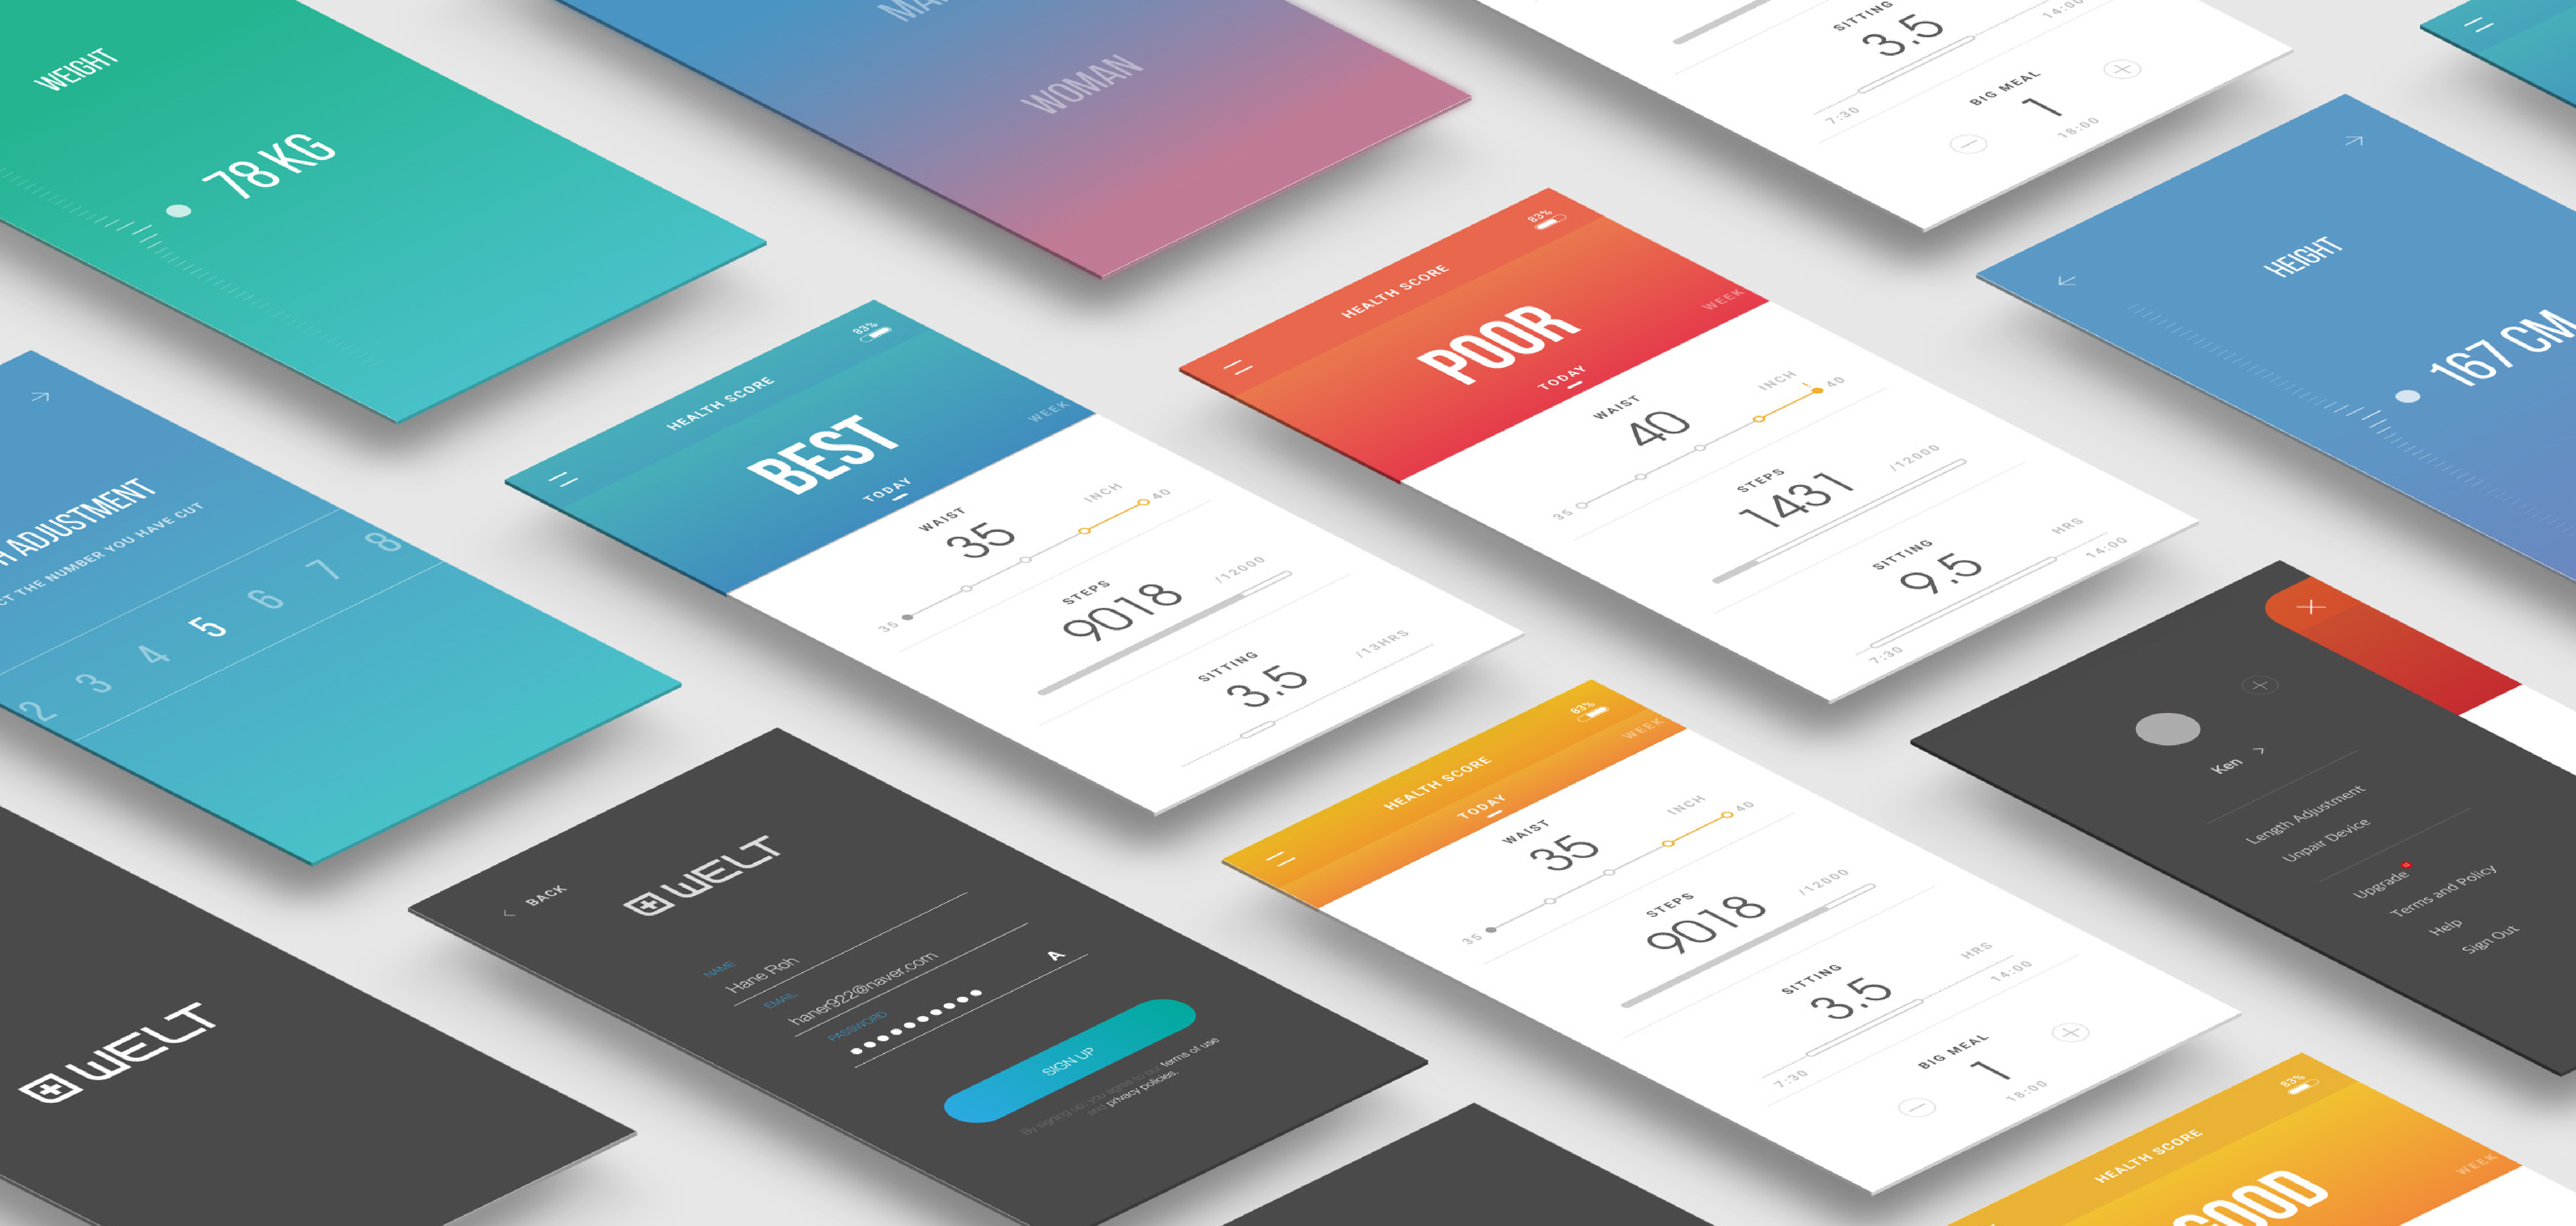 WEIGHT
78 KG
WOMAN
SITTING
3.5
14:00
7:30
BIG MEAL
1
18:00
HEIGHT
167 CM
ADJUSTMENT
THE NUMBER YOU HAVE CUT
2 3 4 5 6 7 8
83%
HEALTH SCORE
BEST
TODAY
WEEK
WAIST
35
INCH
35
40
STEPS
9018
/12000
SITTING
3.5
/13HRS
83%
HEALTH SCORE
POOR
TODAY
WEEK
WAIST
40
INCH
35
40
STEPS
1431
/12000
SITTING
9.5
HRS
7:30
14:00
WELT
BACK
WELT
NAME
Hane Roh
EMAIL
haner922@naver.com
PASSWORD
A
SIGN UP
By signing up, you agree to our terms of use
and privacy policies.
83%
HEALTH SCORE
TODAY
WEEK
WAIST
35
INCH
35
40
STEPS
9018
/12000
SITTING
3.5
HRS
7:30
14:00
BIG MEAL
1
18:00
Ken
Length Adjustment
Unpair Device
Upgrade
Terms and Policy
Help
Sign Out
83%
HEALTH SCORE
GOOD
WEEK